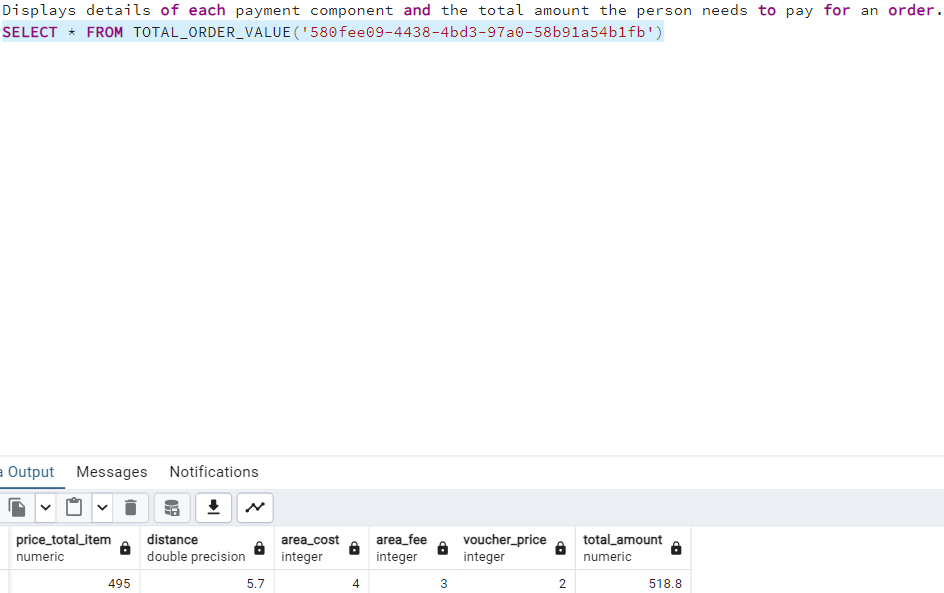 Displays details of each payment component and the total amount the person needs to pay for an order.
SELECT * FROM TOTAL_ORDER_VALUE('580fee09-4438-4bd3-97a0-58b91a54b1fb')
a Output Messages Notifications
price_total_item distance area_cost area_fee voucher_price total_amount
numeric double precision integer integer integer numeric
495 5.7 4 3 2 518.8